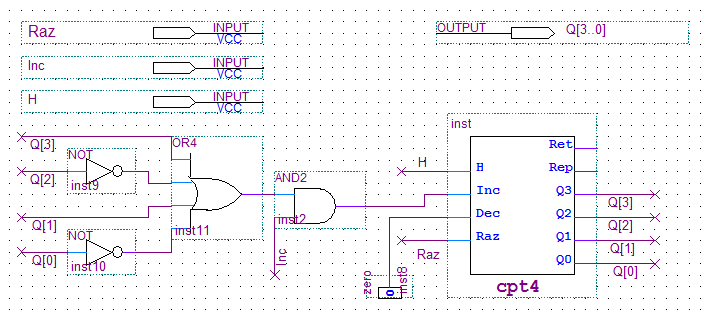 Raz
INPUT
VCC
OUTPUT
Q[3..0]
Inc
INPUT
VCC
H
INPUT
VCC
inst
OR4
Q[3]
NOT
Q[2]
inst9
Q[1]
NOT
Q[0]
inst10
inst11
AND2
inst2
Inc
H
Raz
zero
0
inst8
Ret
H
Rep
Inc
Q3
Q[3]
Dec
Q2
Q[2]
Raz
Q1
Q[1]
Q0
Q[0]
cpt4